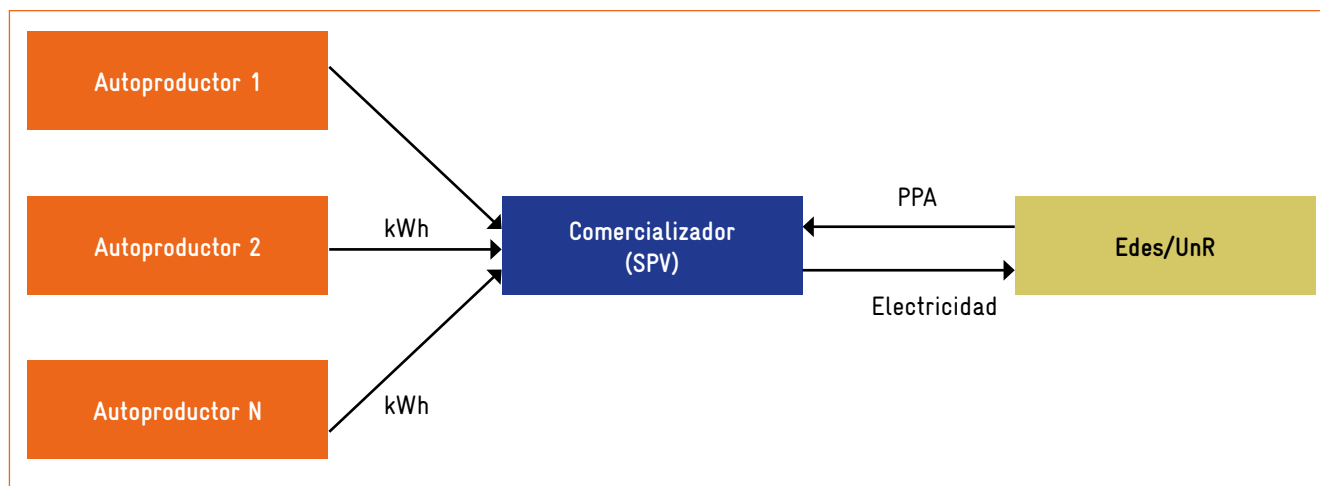 Autoproductor 1
Autoproductor 2
kWh
Autoproductor N
kWh
Comercializador
(SPV)
PPA
Electricidad
Edes/UnR